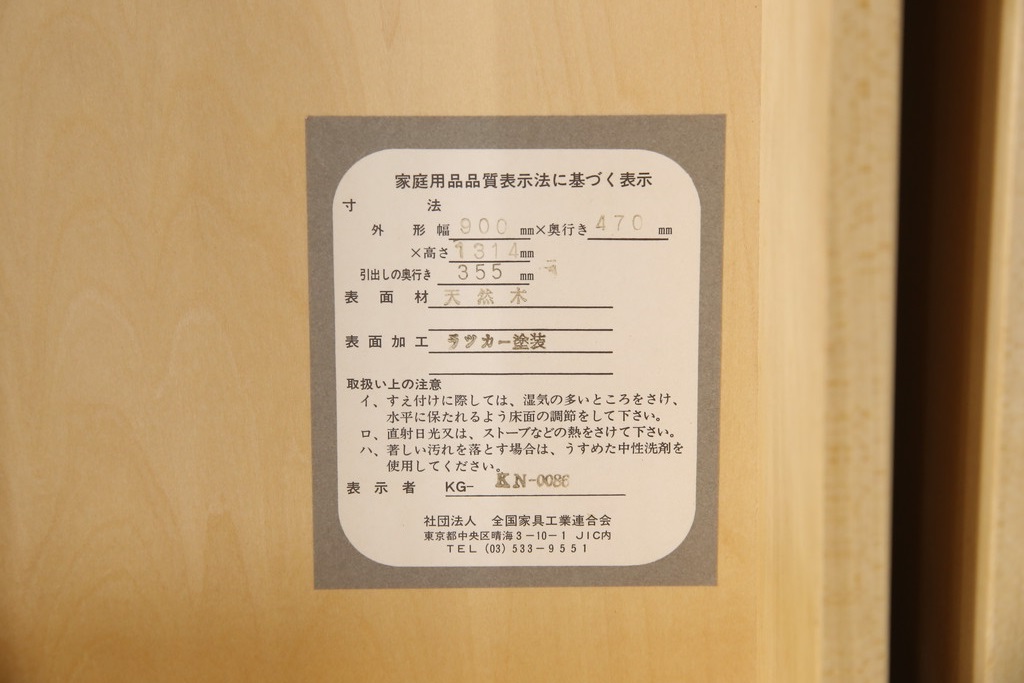 家庭用品品質表示法に基づく表示
寸法
外形 幅 900 mm×奥行き 470 mm
×高さ 1314 mm
引出しの奥行き 355 mm
表面材 天然木
表面加工 ラツカー塗装
取扱い上の注意
イ、すえ付けに際しては、湿気の多いところをさけ、
水平に保たれるよう床面の調節をして下さい。
ロ、直射日光又は、ストーブなどの熱をさけて下さい。
ハ、著しい汚れを落とす場合は、うすめた中性洗剤を
使用してください。
表示者 KG- KN-0086
社団法人 全国家具工業連合会
東京都中央区晴海3-10-1 JIC内
TEL (03) 533-9551